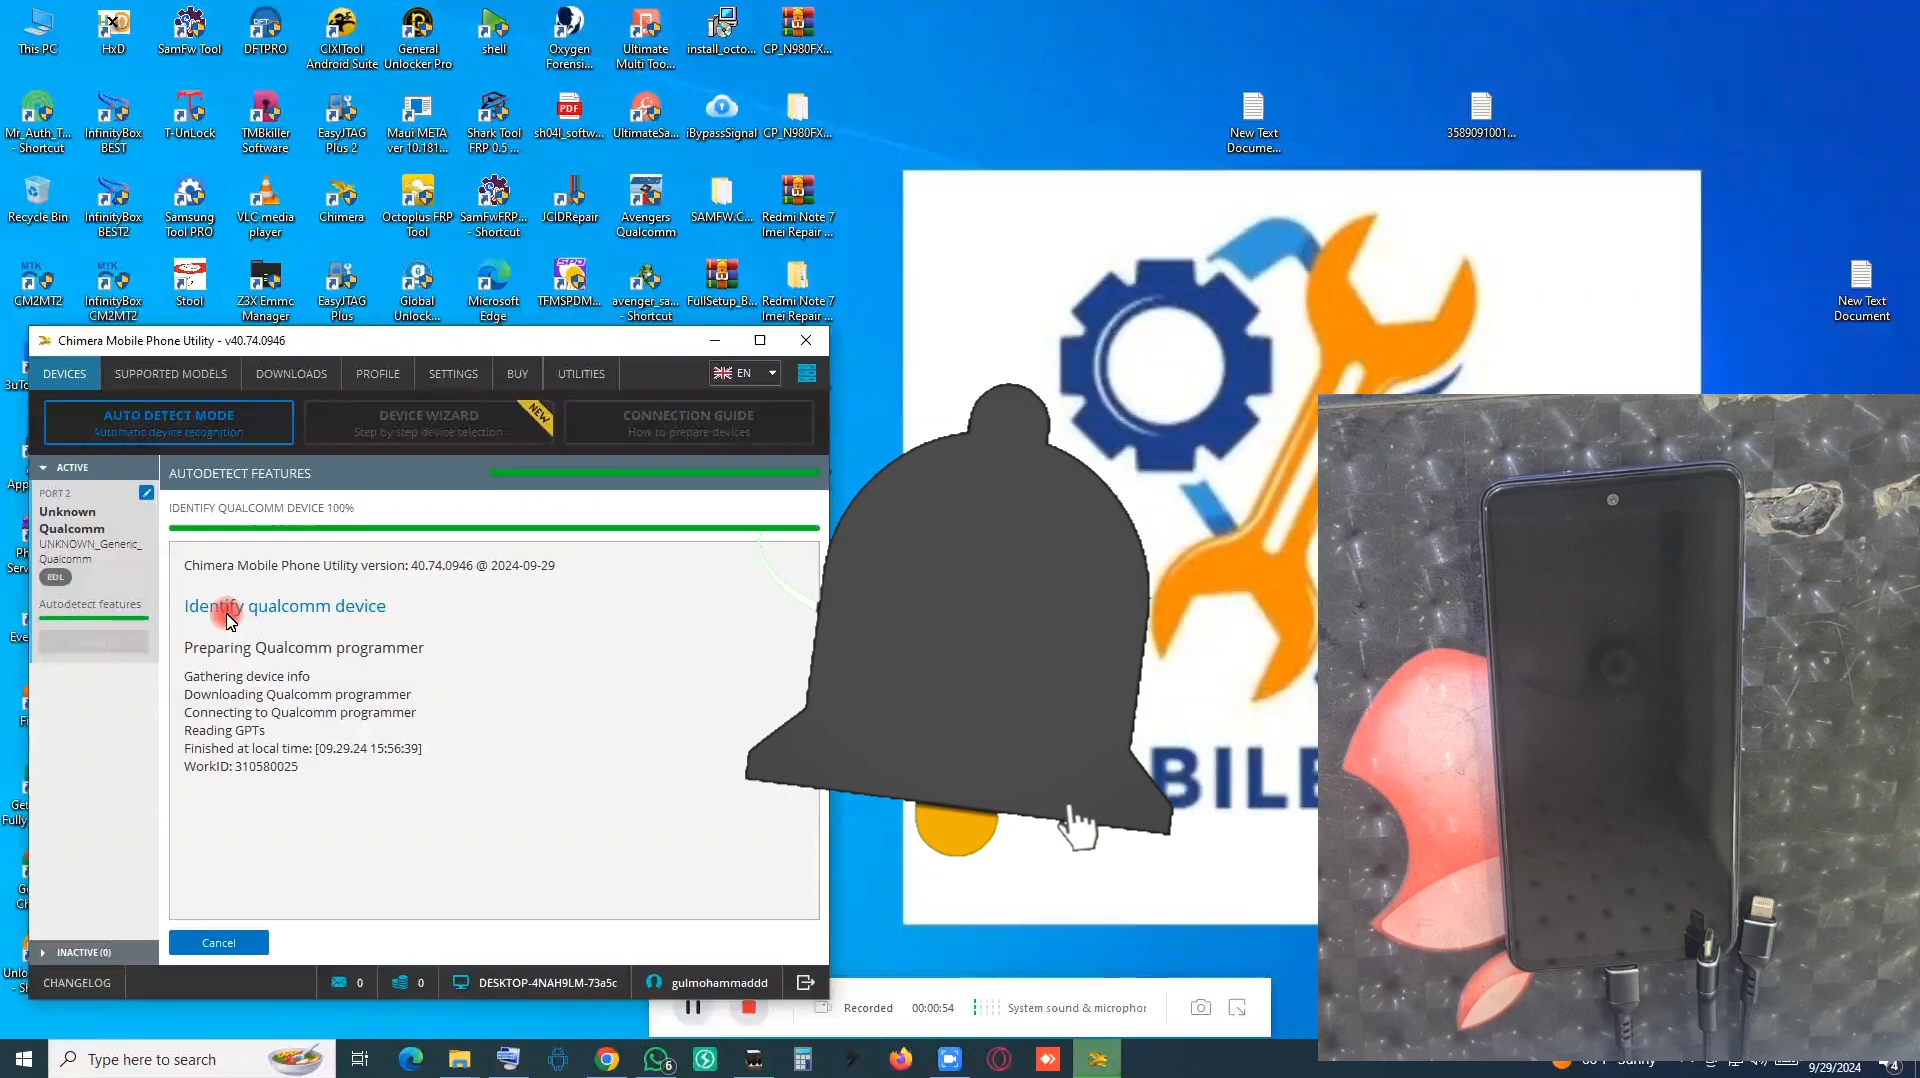 This PC
HxD
SamFw Tool
DFTPRO
CIXITool
Android Suite
General
Unlocker Pro
shell
Oxygen
Forensi...
Ultimate
Multi Too...
install_octo...
CP_N980FX...
Mr_Auth_T...
- Shortcut
InfinityBox
BEST
T-UnLock
TMBkiller
Software
EasyJTAG
Plus 2
Maui META
ver 10.181...
Shark Tool
FRP 0.5 ...
PDF
sh04l_softw...
UltimateSa...
iBypassSignal
CP_N980FX...
New Text
Docume...
3589091001...
Recycle Bin
InfinityBox
BEST2
Samsung
Tool PRO
VLC media
player
Chimera
Octoplus FRP
Tool
SamFwFRP...
- Shortcut
JCIDRepair
Avengers
Qualcomm
SAMFW.C...
Redmi Note 7
Imei Repair ...
MTK
CM2MT2
MTK
InfinityBox
CM2MT2
Stool
Z3X Emmc
Manager
EasyJTAG
Plus
Global
Unlock...
Microsoft
Edge
SPD
TFMSPDM...
avenger_sa...
- Shortcut
FullSetup_B...
Redmi Note 7
Imei Repair ...
New Text
Document
Chimera Mobile Phone Utility - v40.74.0946
DEVICES
SUPPORTED MODELS
DOWNLOADS
PROFILE
SETTINGS
BUY
UTILITIES
EN
AUTO DETECT MODE
Automatic device recognition
DEVICE WIZARD
Step by step device selection
NEW
CONNECTION GUIDE
How to prepare devices
ACTIVE
PORT 2
Unknown
Qualcomm
UNKNOWN_Generic_
Qualcomm
EDL
Autodetect features
AUTODETECT FEATURES
IDENTIFY QUALCOMM DEVICE 100%
Chimera Mobile Phone Utility version: 40.74.0946 @ 2024-09-29
Identify qualcomm device
Preparing Qualcomm programmer
Gathering device info
Downloading Qualcomm programmer
Connecting to Qualcomm programmer
Reading GPTs
Finished at local time: [09.29.24 15:56:39]
WorkID: 310580025
Cancel
INACTIVE (0)
CHANGELOG
0
0
DESKTOP-4NAH9LM-73a5c
gulmohammaddd
BILE
Recorded
00:00:54
System sound & microphor
Type here to search
6
9/29/2024
4